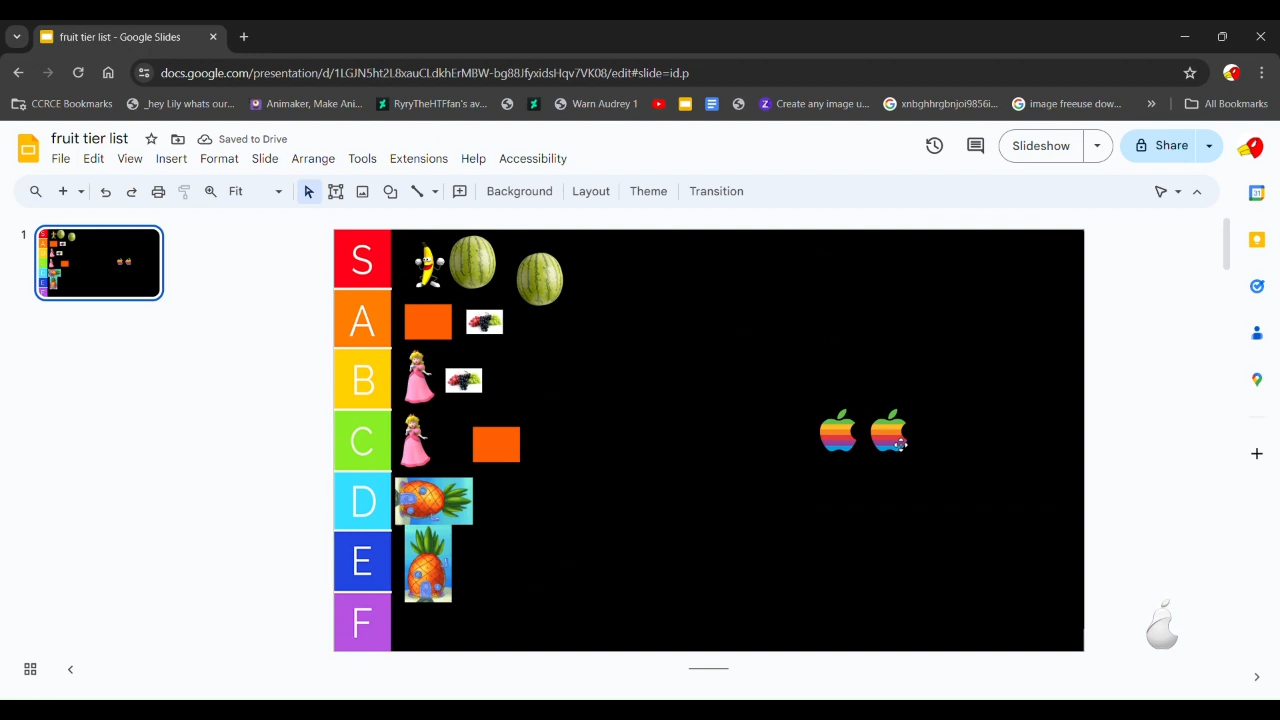 fruit tier list - Google Slides
docs.google.com/presentation/d/1LGJN5ht2L8xauCLdkhErMBW-bg88JfyxidsHqv7VK08/edit#slide=id.p
CCRCE Bookmarks _hey Lily whats our... Animaker, Make Ani... RyryTheHTFfan's av... Warn Audrey 1 Create any image u... xnbghhrgbnjoi9856i... image freeuse dow... All Bookmarks
fruit tier list Saved to Drive
File Edit View Insert Format Slide Arrange Tools Extensions Help Accessibility
Slideshow Share
Fit Background Layout Theme Transition
31
1
S
A
B
C
D
E
F